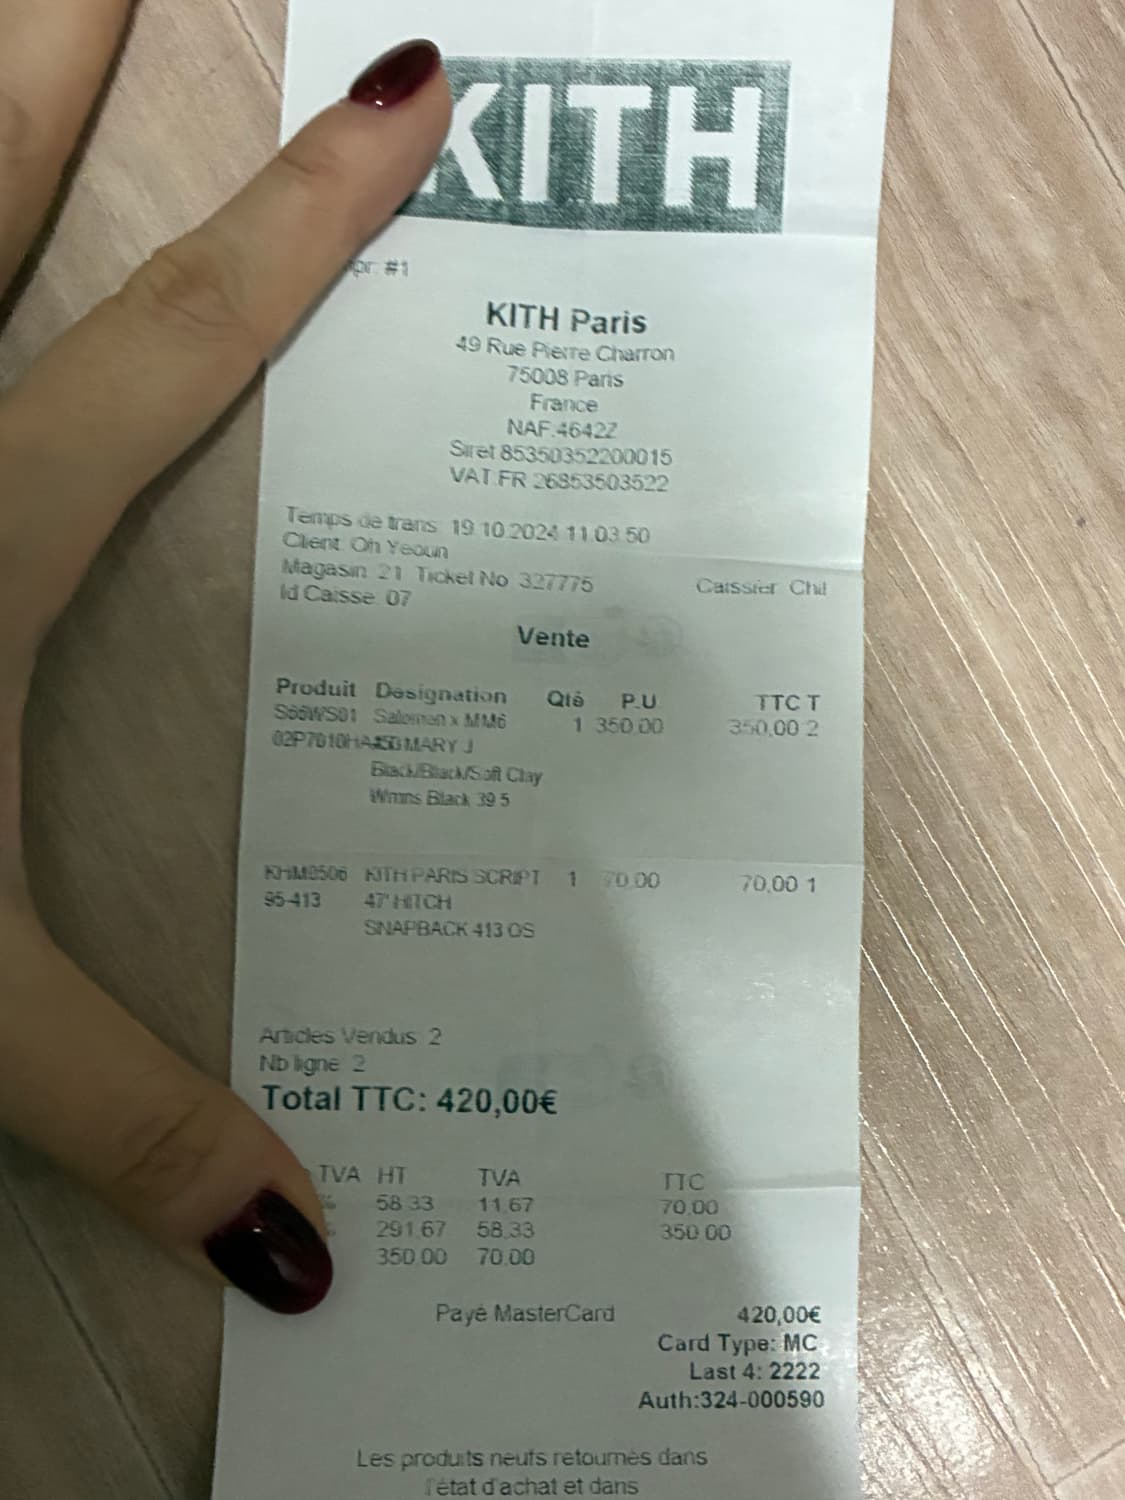 KITH
#1
KITH Paris
49 Rue Pierre Charron
75008 Paris
France
NAF:4642Z
Siret 85350352200015
VAT:FR 26853503522
Temps de trans: 19.10.2024 11:03:50
Client: Oh Yeoun
Magasin: 21 Ticket No 327775 Caissier: Chil
Id Caisse: 07
Vente
Produit Designation Qté P.U TTC T
S66WS01 Salomon x MM6 1 350,00 350,00 2
MARY J
Black/Black/Soft Clay
Wmns Black 39.5
KHM0506 KITH PARIS SCRIPT 1 70,00 70,00 1
95-413 47' HITCH
SNAPBACK 413 OS
Articles Vendus: 2
Nb ligne: 2
Total TTC: 420,00€
TVA HT TVA TTC
58,33 11,67 70,00
291,67 58,33 350,00
350,00 70,00
Payé MasterCard 420,00€
Card Type: MC
Last 4: 2222
Auth:324-000590
Les produits neufs retournés dans
l'état d'achat et dans